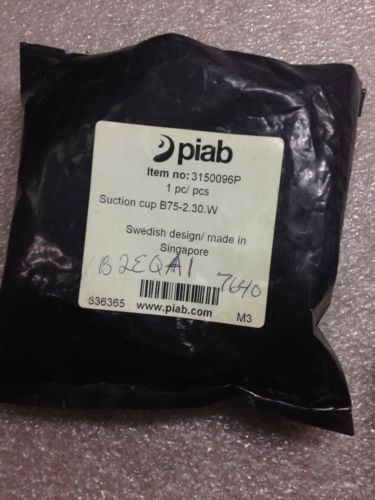 piab
Item no: 3150096P
1 pc/ pcs
Suction cup B75-2.30.W
Swedish design/ made in
Singapore
B2EQA1 7640
636365 www.piab.com M3